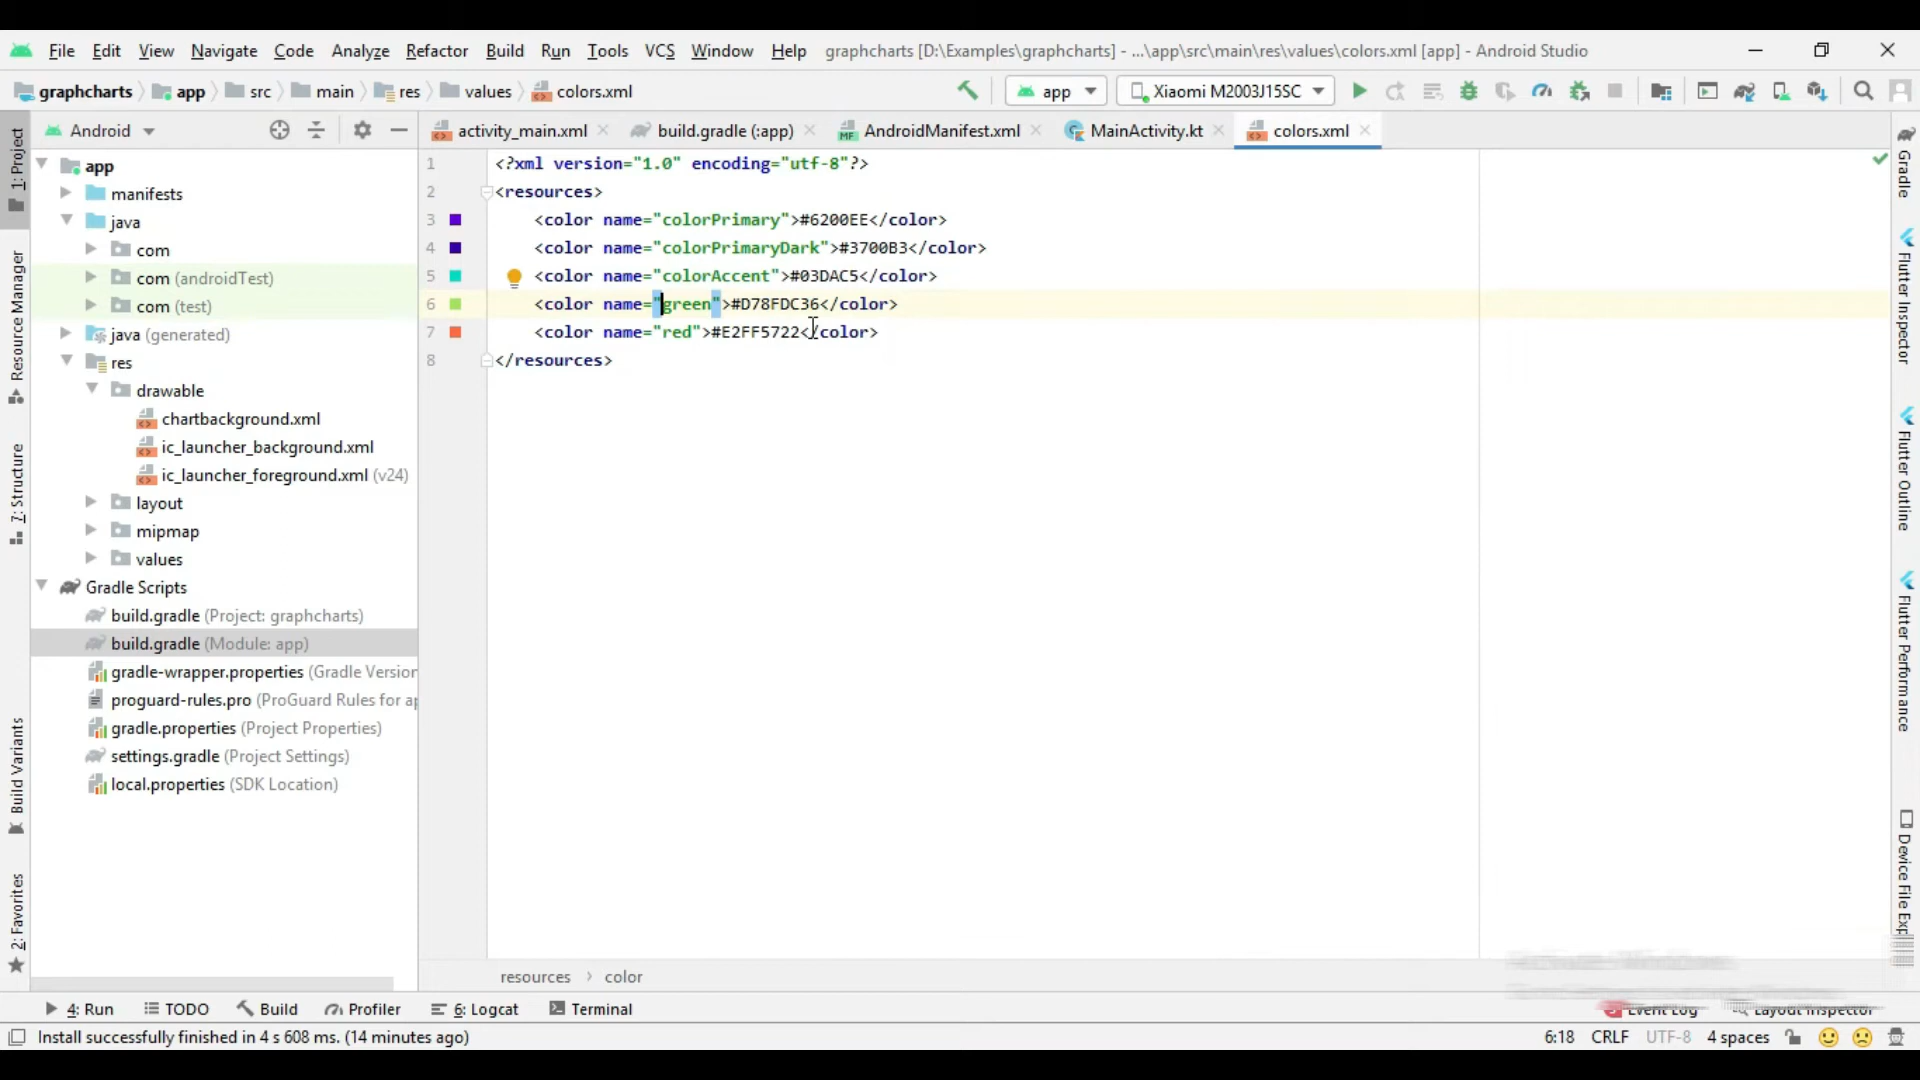 File Edit View Navigate Code Analyze Refactor Build Run Tools VCS Window Help graphcharts [D:\Examples\graphcharts] - ...\app\src\main\res\values\colors.xml [app] - Android Studio
graphcharts app src main res values colors.xml app Xiaomi M2003J15SC
1: Project
Resource Manager
7: Structure
Build Variants
2: Favorites
Android
app
manifests
java
com
com (androidTest)
com (test)
java (generated)
res
drawable
chartbackground.xml
ic_launcher_background.xml
ic_launcher_foreground.xml (v24)
layout
mipmap
values
Gradle Scripts
build.gradle (Project: graphcharts)
build.gradle (Module: app)
gradle-wrapper.properties (Gradle Version
proguard-rules.pro (ProGuard Rules for ap
gradle.properties (Project Properties)
settings.gradle (Project Settings)
local.properties (SDK Location)
activity_main.xml build.gradle (:app) MF AndroidManifest.xml MainActivity.kt colors.xml
1 <?xml version="1.0" encoding="utf-8"?>
2 <resources>
3 <color name="colorPrimary">#6200EE</color>
4 <color name="colorPrimaryDark">#3700B3</color>
5 <color name="colorAccent">#03DAC5</color>
6 <color name="green">#D78FDC36</color>
7 <color name="red">#E2FF5722</color>
8 </resources>
resources › color
Gradle
Flutter Inspector
Flutter Outline
Flutter Performance
Device File Exp
4: Run TODO Build Profiler 6: Logcat Terminal Event Log Layout Inspector
Install successfully finished in 4 s 608 ms. (14 minutes ago) 6:18 CRLF UTF-8 4 spaces